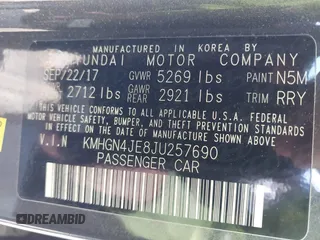 MANUFACTURED IN KOREA BY
HYUNDAI MOTOR COMPANY
SEP/22/17 GVWR 5269 lbs PAINT N5M
2712 lbs GAWR REAR 2921 lbs TRIM RRY
THIS VEHICLE CONFORMS TO ALL APPLICABLE U.S.A. FEDERAL
MOTOR VEHICLE SAFETY, BUMPER, AND THEFT PREVENTION STANDARDS
IN EFFECT ON THE DATE OF MANUFACTURE SHOWN ABOVE.
V.I.N KMHGN4JE8JU257690
PASSENGER CAR
DREAMBID